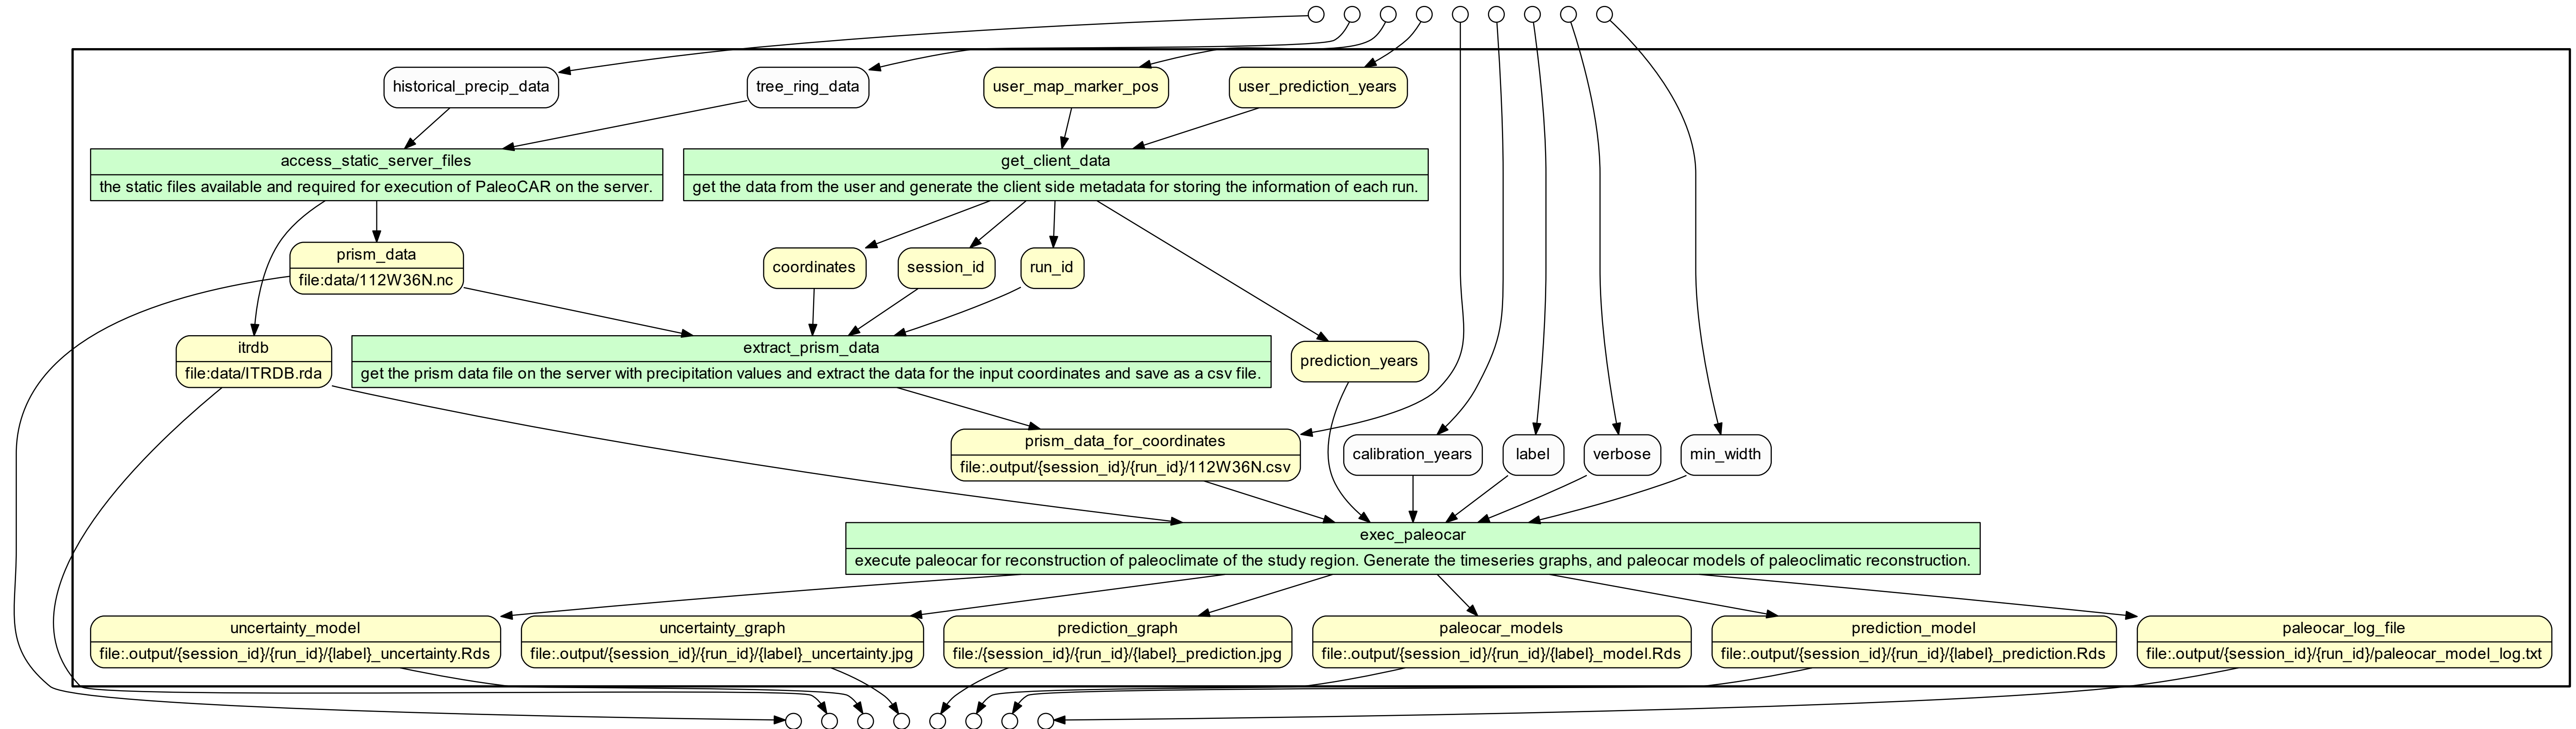 historical_precip_data
tree_ring_data
user_map_marker_pos
user_prediction_years
access_static_server_files
the static files available and required for execution of PaleoCAR on the server.
get_client_data
get the data from the user and generate the client side metadata for storing the information of each run.
prism_data
file:data/112W36N.nc
coordinates
session_id
run_id
itrdb
file:data/ITRDB.rda
extract_prism_data
get the prism data file on the server with precipitation values and extract the data for the input coordinates and save as a csv file.
prediction_years
prism_data_for_coordinates
file:.output/{session_id}/{run_id}/112W36N.csv
calibration_years
label
verbose
min_width
exec_paleocar
execute paleocar for reconstruction of paleoclimate of the study region. Generate the timeseries graphs, and paleocar models of paleoclimatic reconstruction.
uncertainty_model
file:.output/{session_id}/{run_id}/{label}_uncertainty.Rds
uncertainty_graph
file:.output/{session_id}/{run_id}/{label}_uncertainty.jpg
prediction_graph
file:/{session_id}/{run_id}/{label}_prediction.jpg
paleocar_models
file:.output/{session_id}/{run_id}/{label}_model.Rds
prediction_model
file:.output/{session_id}/{run_id}/{label}_prediction.Rds
paleocar_log_file
file:.output/{session_id}/{run_id}/paleocar_model_log.txt